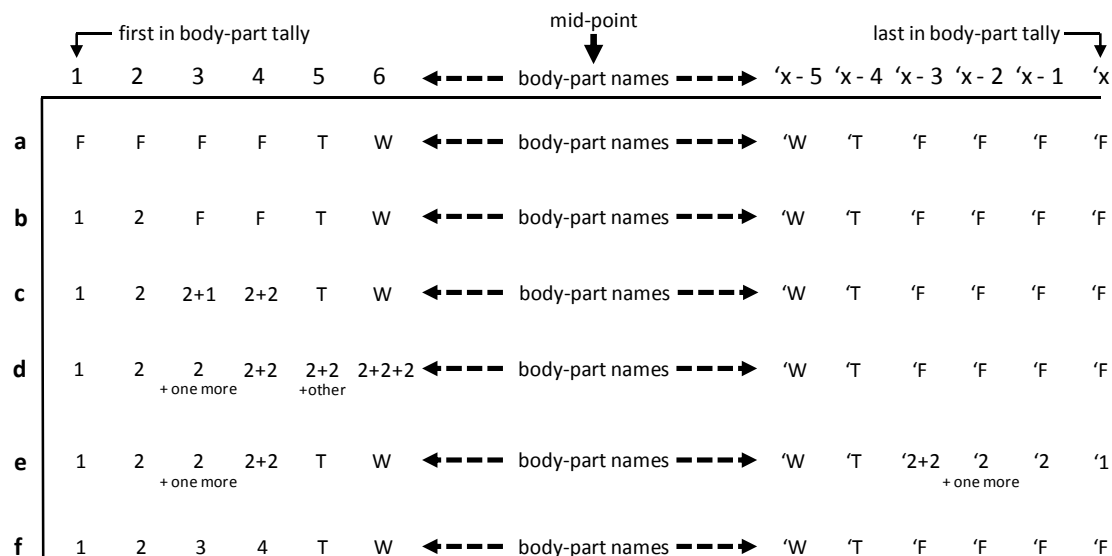 mid-point
first in body-part tally
last in body-part tally
1 2 3 4 5 6 body-part names ‘x - 5 ‘x - 4 ‘x - 3 ‘x - 2 ‘x - 1 ‘x
a F F F F T W body-part names ‘W ‘T ‘F ‘F ‘F ‘F
b 1 2 F F T W body-part names ‘W ‘T ‘F ‘F ‘F ‘F
c 1 2 2+1 2+2 T W body-part names ‘W ‘T ‘F ‘F ‘F ‘F
d 1 2 2 2+2 2+2 2+2+2 body-part names ‘W ‘T ‘F ‘F ‘F ‘F
+ one more +other
e 1 2 2 2+2 T W body-part names ‘W ‘T ‘2+2 ‘2 ‘2 ‘1
+ one more + one more
f 1 2 3 4 T W body-part names ‘W ‘T ‘F ‘F ‘F ‘F